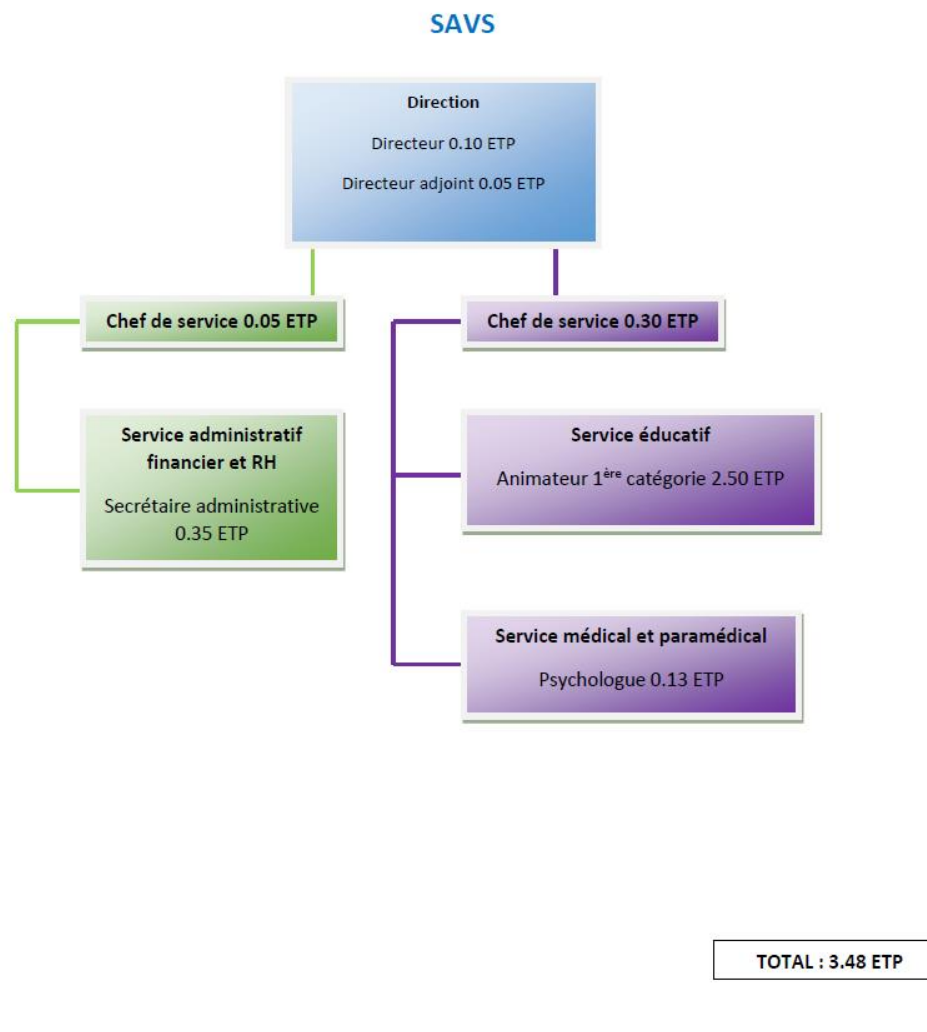 SAVS
Direction
Directeur 0.10 ETP
Directeur adjoint 0.05 ETP
Chef de service 0.05 ETP
Chef de service 0.30 ETP
Service administratif
financier et RH
Secrétaire administrative
0.35 ETP
Service éducatif
Animateur 1ère catégorie 2.50 ETP
Service médical et paramédical
Psychologue 0.13 ETP
TOTAL : 3.48 ETP